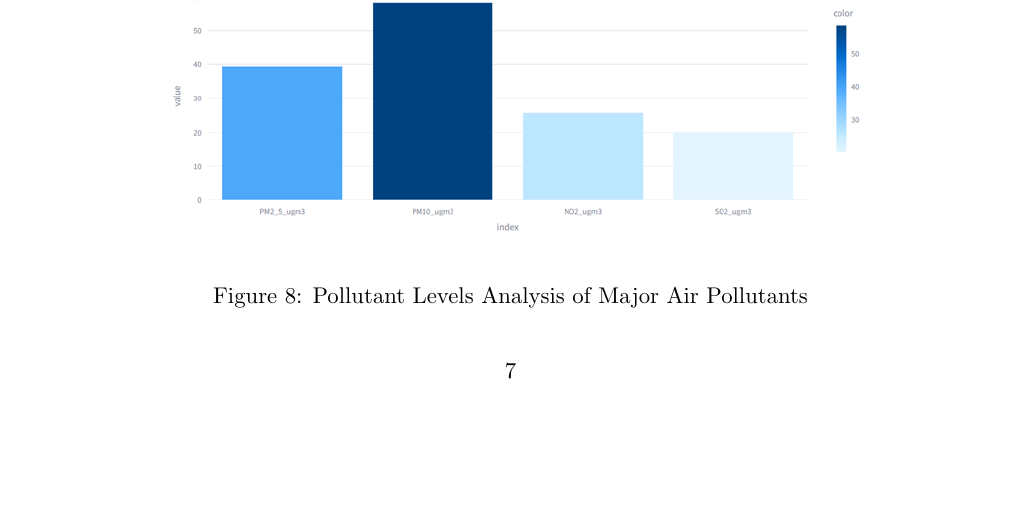 color
50
40
30
20
10
0
value
50
40
30
PM2_5_ugm3
PM10_ugm3
NO2_ugm3
SO2_ugm3
index
Figure 8: Pollutant Levels Analysis of Major Air Pollutants
7